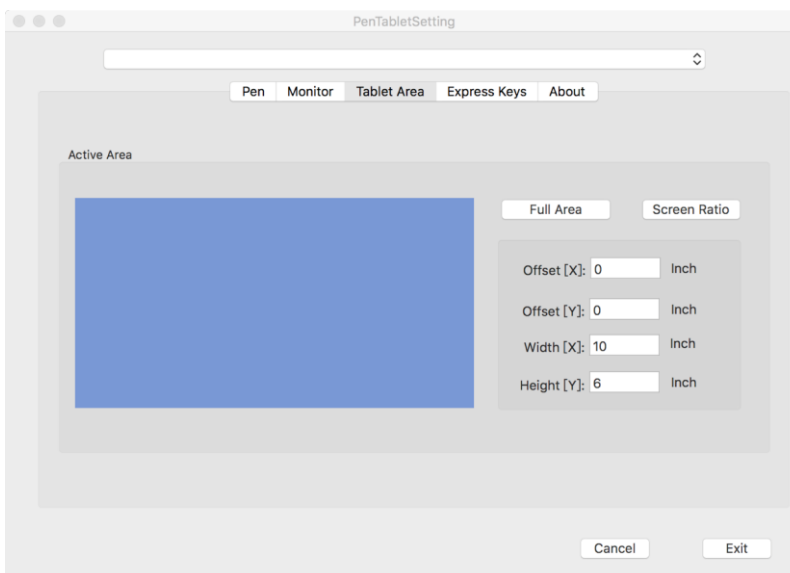 PenTabletSetting
Pen Monitor Tablet Area Express Keys About
Active Area
Full Area Screen Ratio
Offset [X]: 0 Inch
Offset [Y]: 0 Inch
Width [X]: 10 Inch
Height [Y]: 6 Inch
Cancel Exit